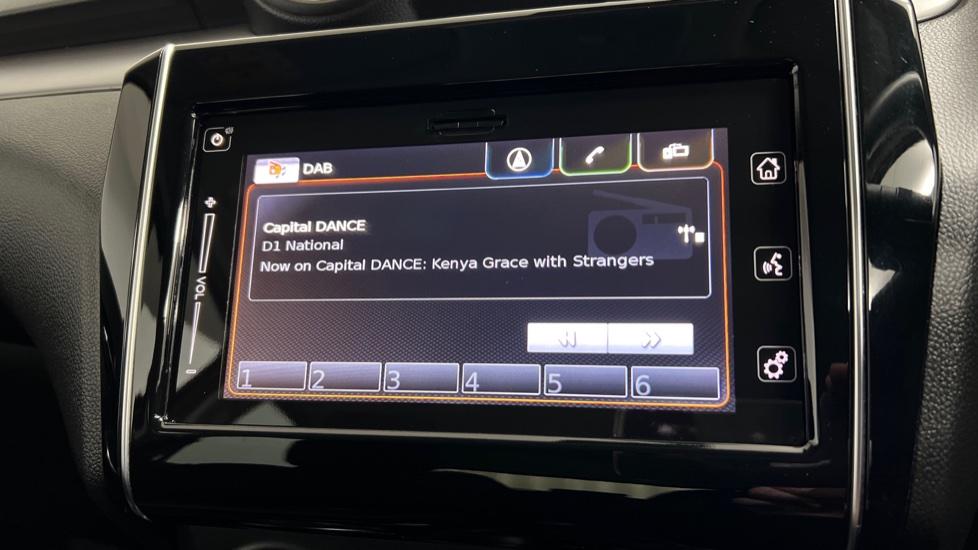 DAB
Capital DANCE
D1 National
Now on Capital DANCE: Kenya Grace with Strangers
VOL
1 2 3 4 5 6